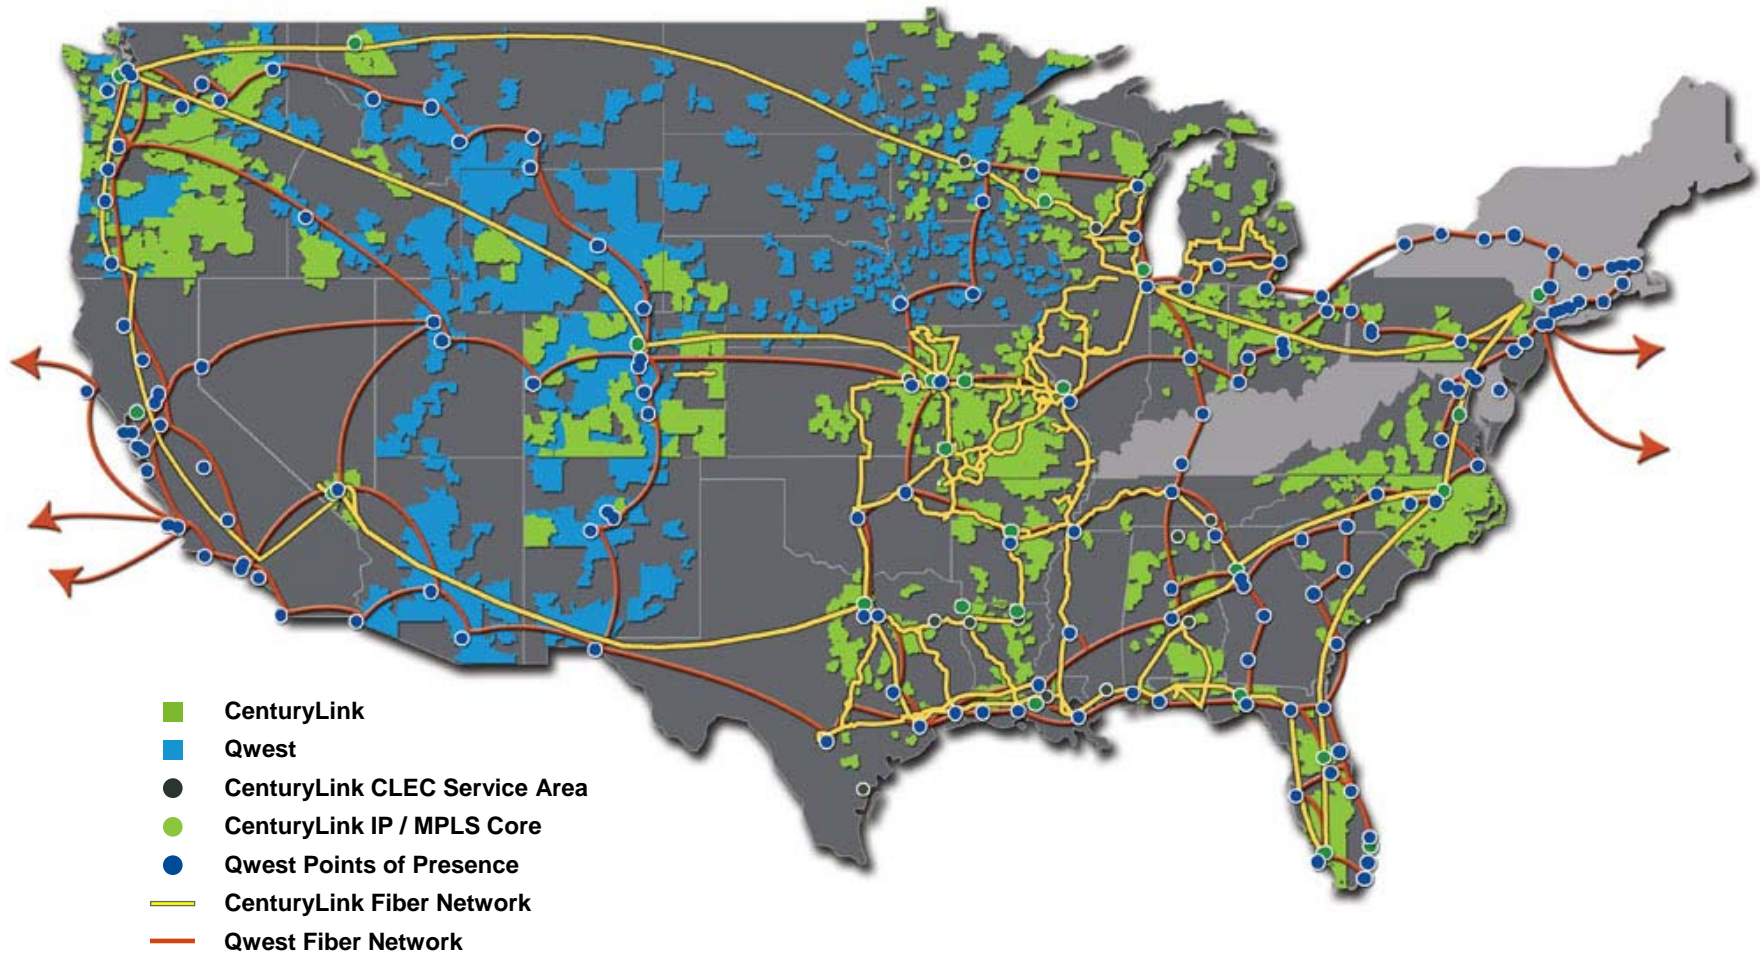 CenturyLink
Qwest
CenturyLink CLEC Service Area
CenturyLink IP / MPLS Core
Qwest Points of Presence
CenturyLink Fiber Network
Qwest Fiber Network